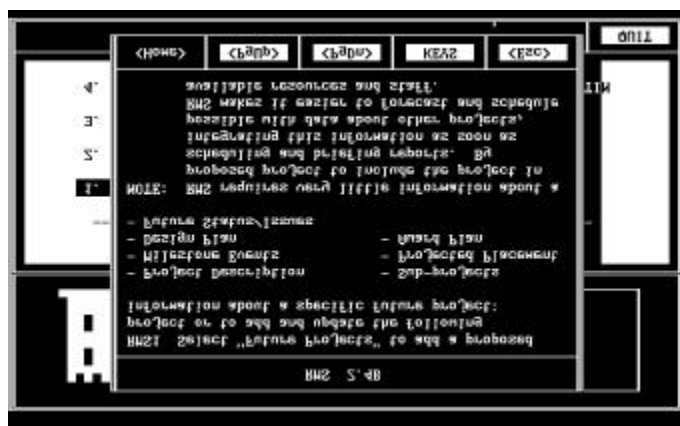 RMS 2.4B
RMS1 Select "Future Projects" to add a proposed
project or to add and update the following
information about a specific future project:
- Project Description - Sub-projects
- Milestone Events - Projected Placement
- Design Plan - Award Plan
- Future Status/Issues
1.
NOTE: RMS requires very little information about a
proposed project to include the project in
2.
scheduling and briefing reports. By
integrating this information as soon as
3.
possible with data about other projects,
RMS makes it easier to forecast and schedule
4.
available resources and staff.
<Home> <PgUp> <PgDn> KEYS <Esc>
QUIT